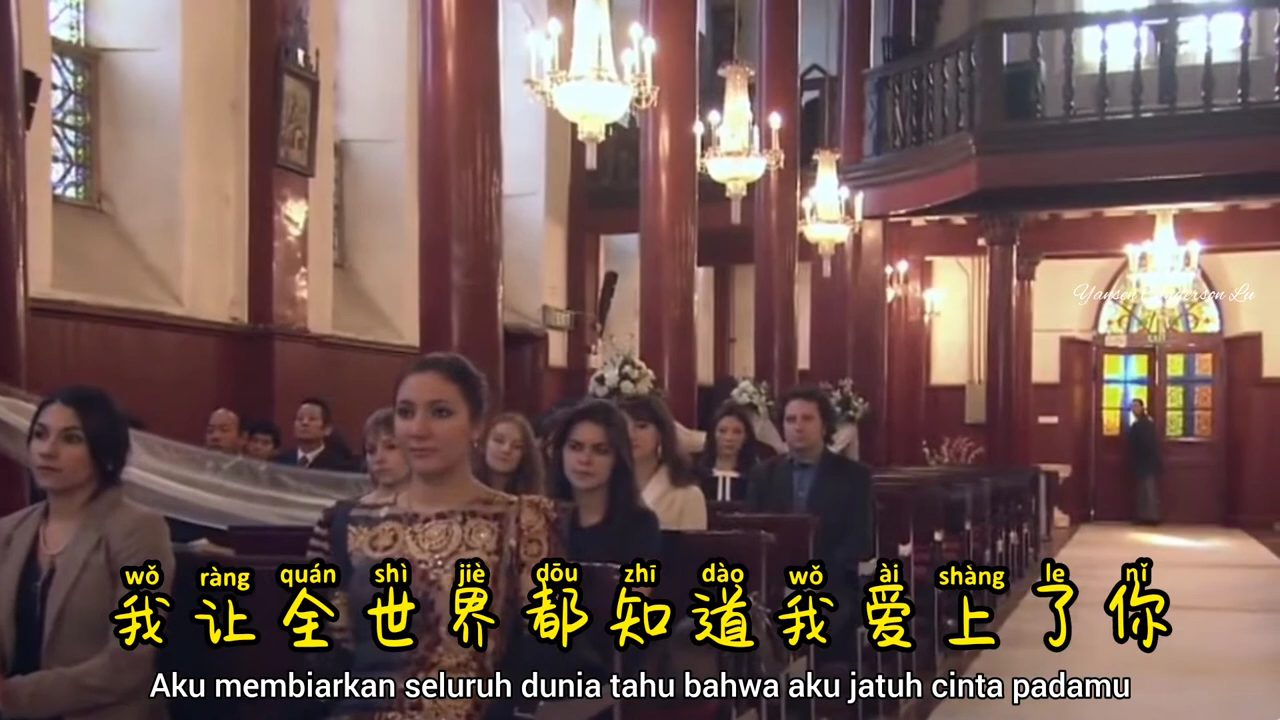 wǒ ràng quán shì jiè dōu zhī dào wǒ ài shàng le nǐ
我让全世界都知道我爱上了你
Aku membiarkan seluruh dunia tahu bahwa aku jatuh cinta padamu